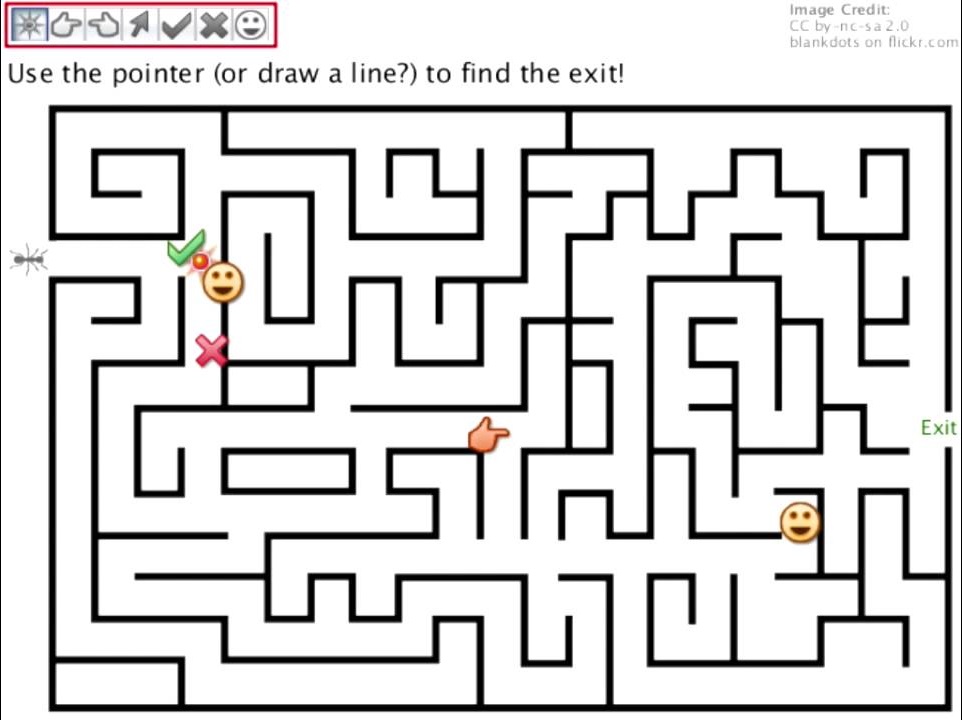 Image Credit:
CC by-nc-sa 2.0
blankdots on flickr.com
Use the pointer (or draw a line?) to find the exit!
Exit